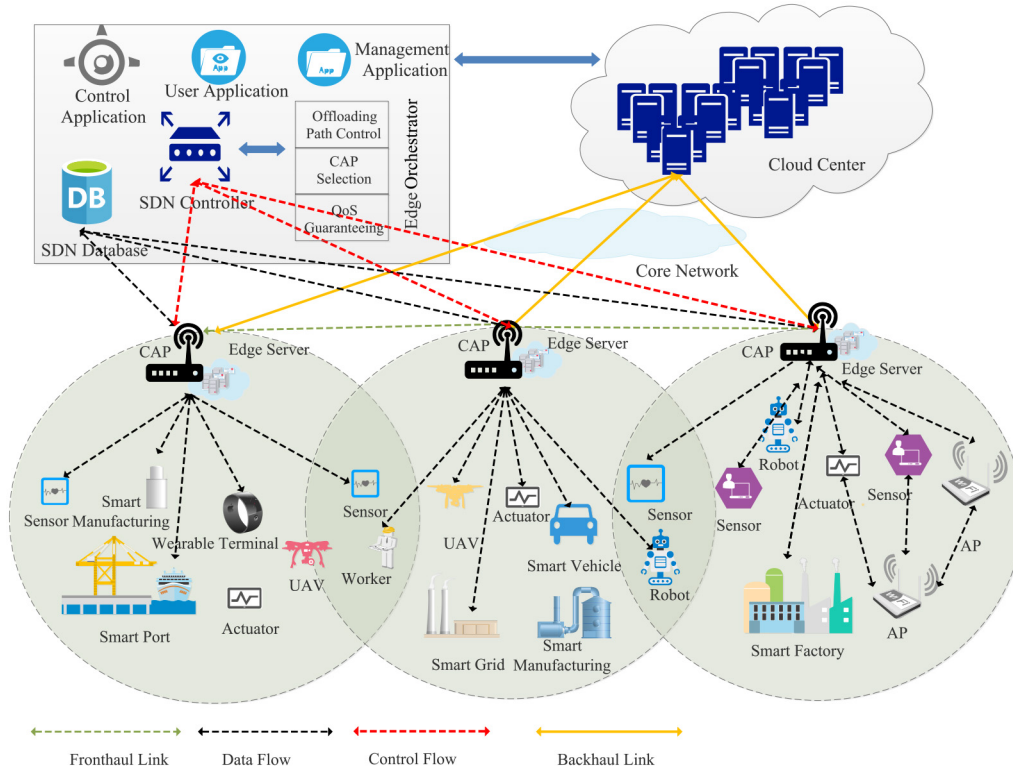 Control
Application
User Application
App
App
Management
Application
Offloading
Path Control
CAP
Selection
QoS
Guaranteeing
Edge Orchestrator
SDN Controller
DB
SDN Database
Cloud Center
Core Network
CAP
Edge Server
Edge Server
CAP
CAP
Edge Server
Sensor
Smart
Manufacturing
Wearable Terminal
Smart Port
Actuator
UAV
Sensor
Worker
UAV
Actuator
Smart Vehicle
Smart Grid
Smart
Manufacturing
Robot
Sensor
Sensor
Robot
Actuator
Sensor
AP
AP
Smart Factory
Fronthaul Link
Data Flow
Control Flow
Backhaul Link